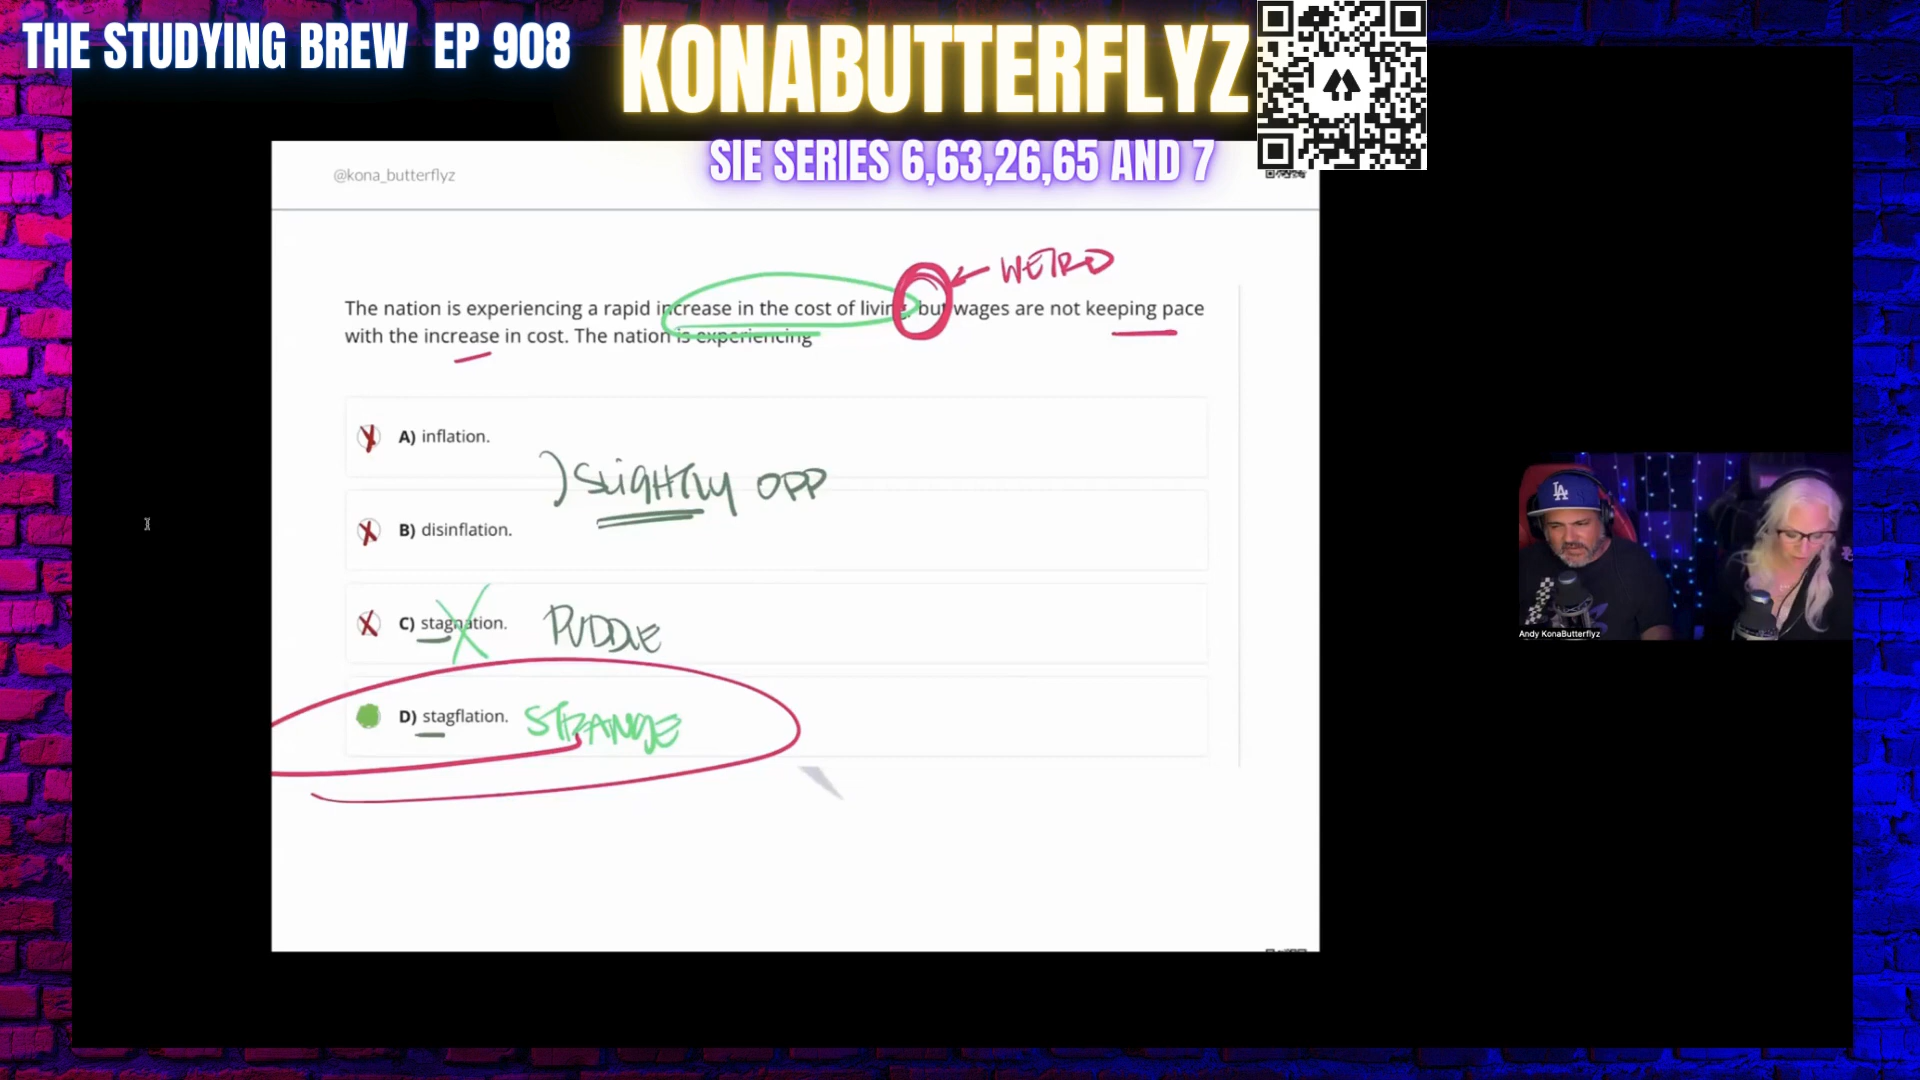 THE STUDYING BREW EP 908
KONABUTTERFLYZ
SIE SERIES 6,63,26,65 AND 7
@kona_butterflyz
WEIRD
The nation is experiencing a rapid increase in the cost of living, but wages are not keeping pace
with the increase in cost. The nation is experiencing
A) inflation.
) SLIGHTLY OPP
B) disinflation.
C) stagnation. PUDDLE
D) stagflation. STRANGE
LA
Andy KonaButterflyz